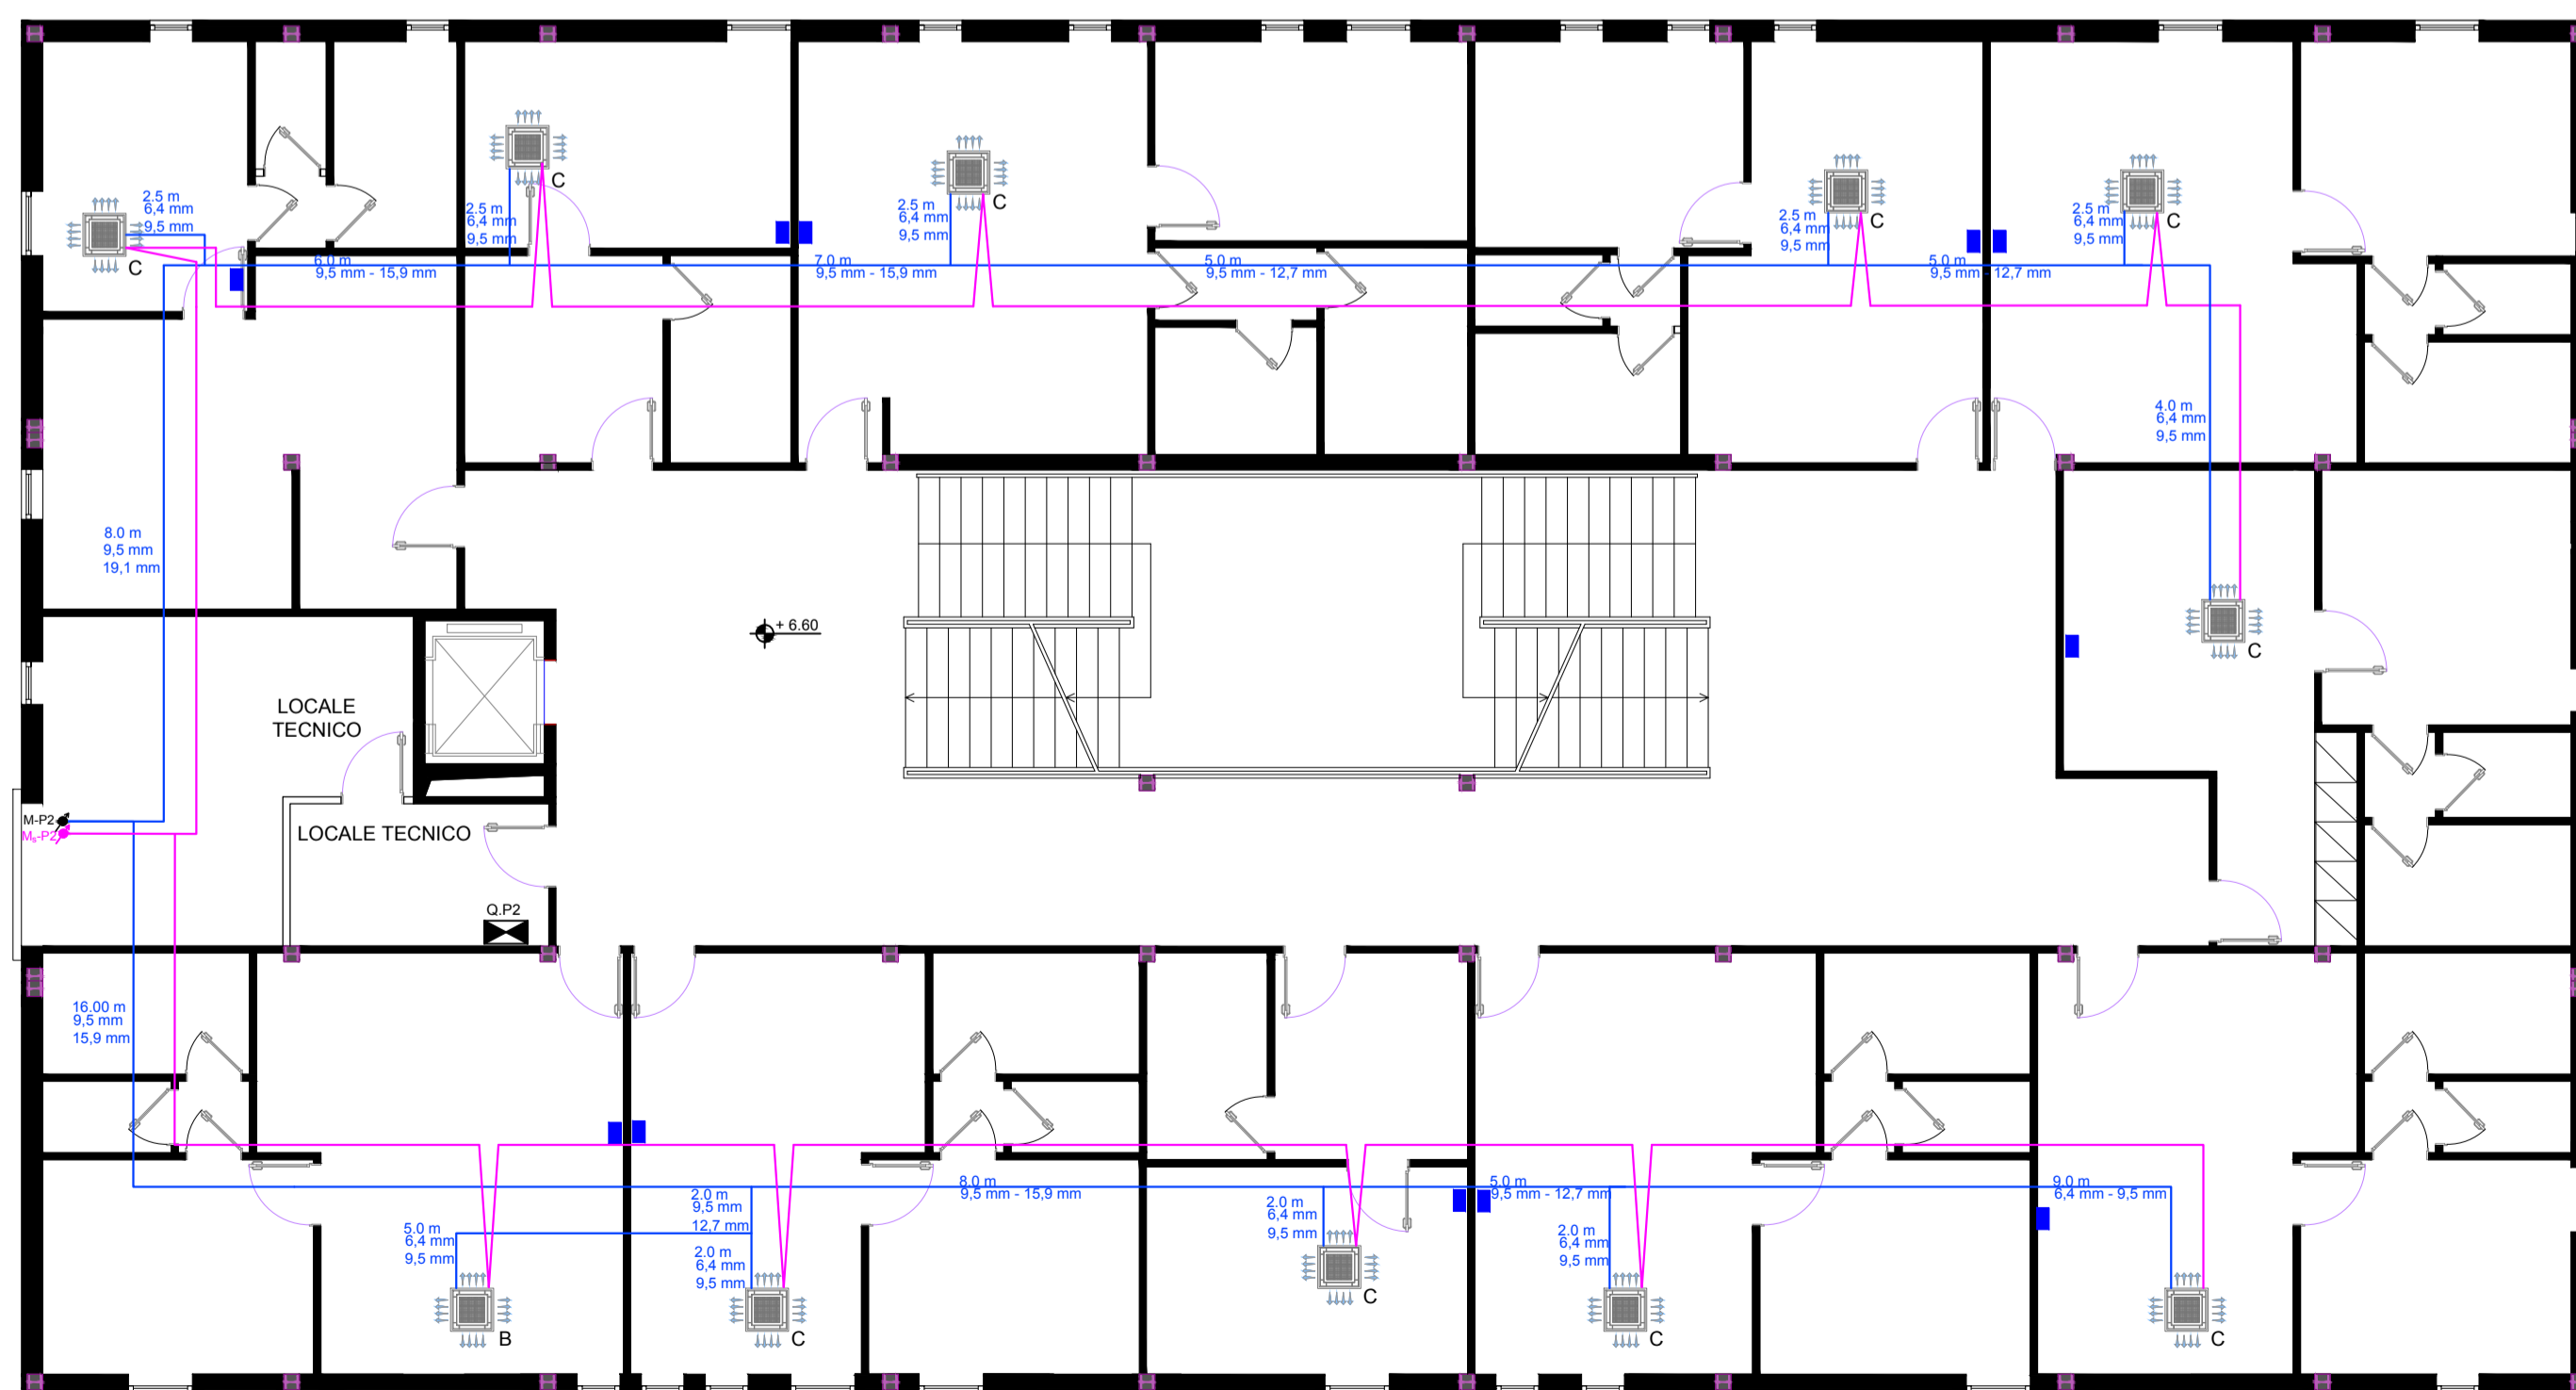 C
2.5 m
6,4 mm
9,5 mm
C
2.5 m
6,4 mm
9,5 mm
C
2.5 m
6,4 mm
9,5 mm
C
2.5 m
6,4 mm
9,5 mm
C
2.5 m
6,4 mm
9,5 mm
6.0 m
9,5 mm - 15,9 mm
7.0 m
9,5 mm - 15,9 mm
5.0 m
9,5 mm - 12,7 mm
5.0 m
9,5 mm - 12,7 mm
4.0 m
6,4 mm
9,5 mm
8.0 m
9,5 mm
19,1 mm
+ 6.60
C
LOCALE
TECNICO
M-P2
Ms-P2
LOCALE TECNICO
Q.P2
16.00 m
9,5 mm
15,9 mm
8.0 m
9,5 mm - 15,9 mm
5.0 m
9,5 mm - 12,7 mm
9.0 m
6,4 mm - 9,5 mm
2.0 m
9,5 mm
12,7 mm
5.0 m
6,4 mm
9,5 mm
2.0 m
6,4 mm
9,5 mm
2.0 m
6,4 mm
9,5 mm
2.0 m
6,4 mm
9,5 mm
B
C
C
C
C